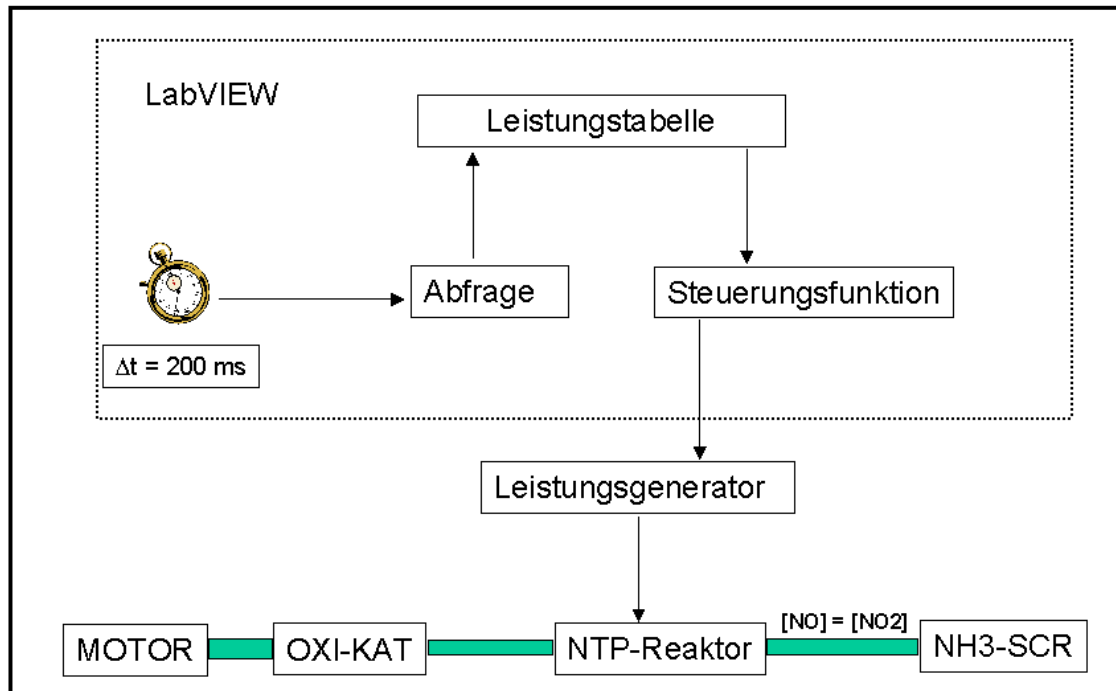 LabVIEW
Leistungstabelle
Abfrage
Steuerungsfunktion
Δt = 200 ms
Leistungsgenerator
[NO] = [NO2]
MOTOR
OXI-KAT
NTP-Reaktor
NH3-SCR